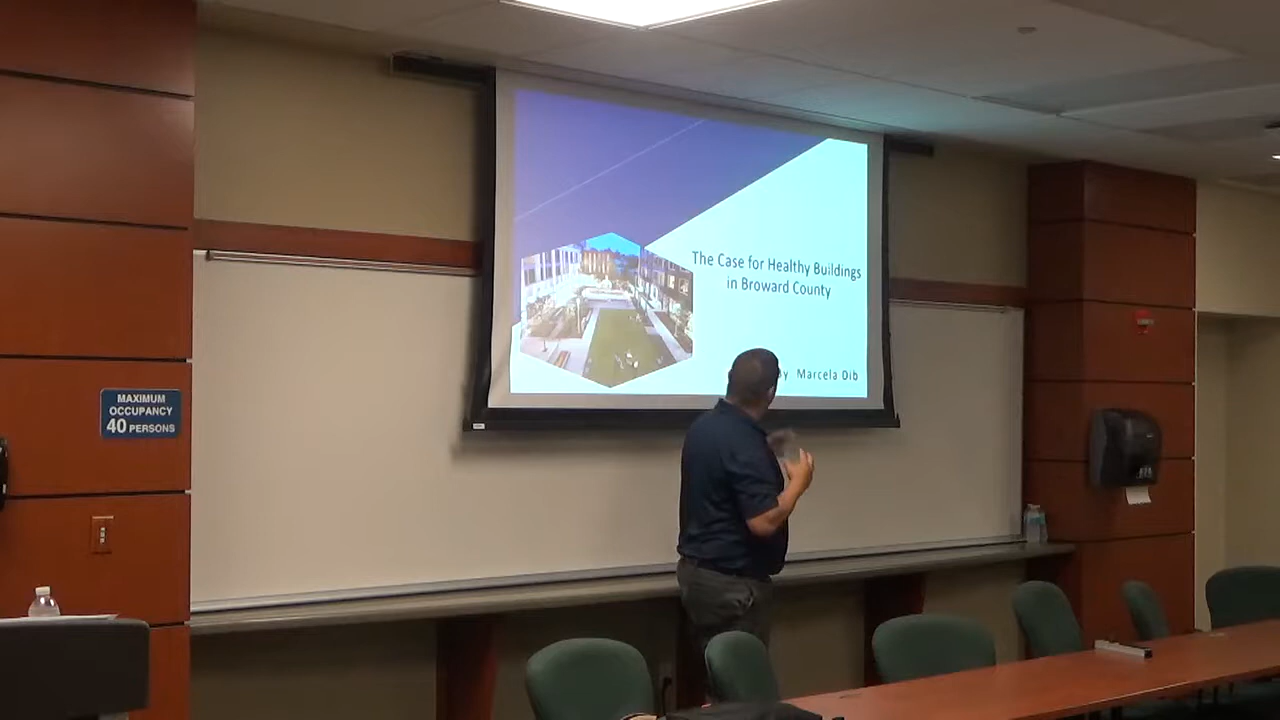 The Case for Healthy Buildings
in Broward County
Marcela Dib
MAXIMUM
OCCUPANCY
40 PERSONS